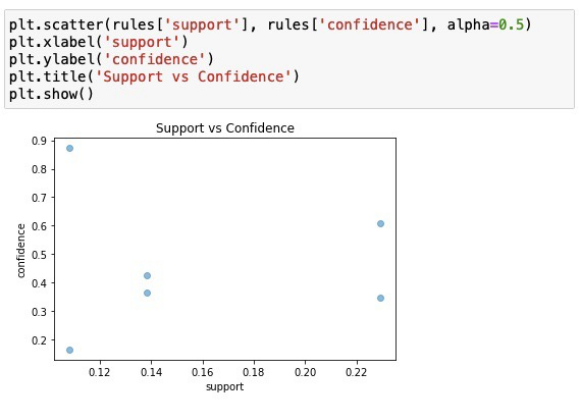 plt.scatter(rules['support'], rules['confidence'], alpha=0.5)
plt.xlabel('support')
plt.ylabel('confidence')
plt.title('Support vs Confidence')
plt.show()
Support vs Confidence
0.9
0.8
0.7
0.6
0.5
0.4
0.3
0.2
confidence
0.12 0.14 0.16 0.18 0.20 0.22
support